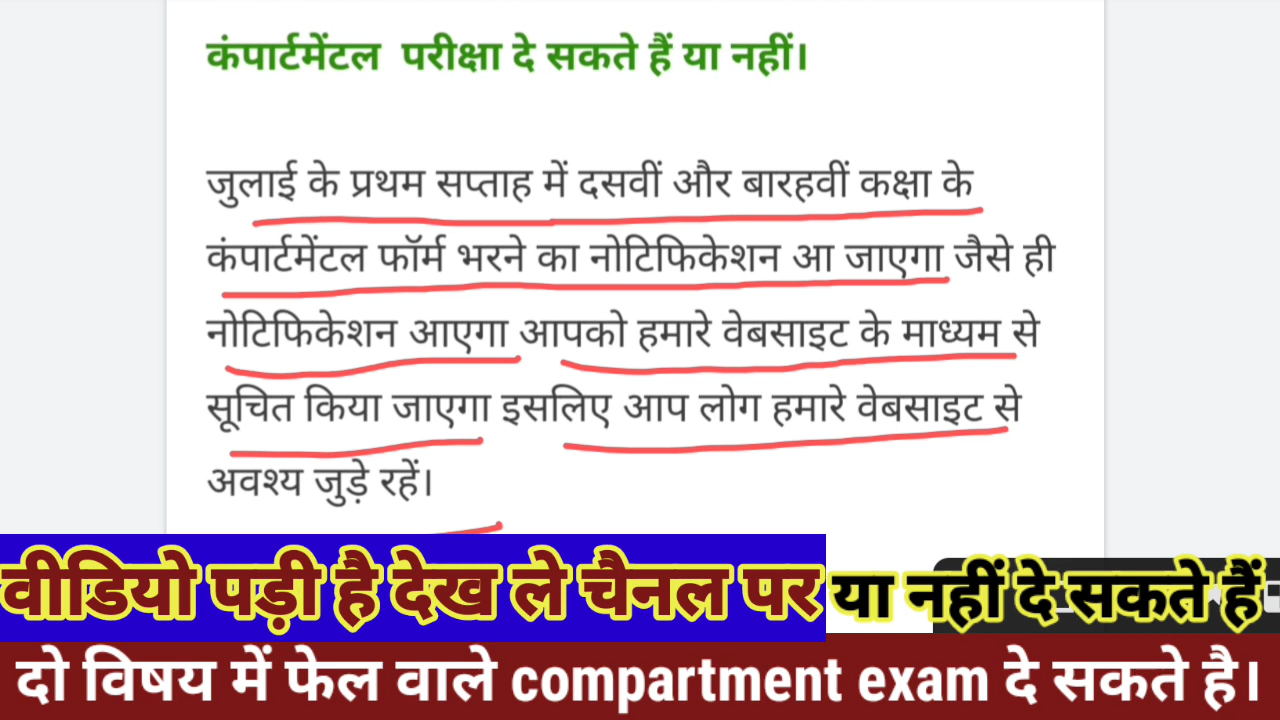 कंपार्टमेंटल परीक्षा दे सकते हैं या नहीं।
जुलाई के प्रथम सप्ताह में दसवीं और बारहवीं कक्षा के
कंपार्टमेंटल फॉर्म भरने का नोटिफिकेशन आ जाएगा जैसे ही
नोटिफिकेशन आएगा आपको हमारे वेबसाइट के माध्यम से
सूचित किया जाएगा इसलिए आप लोग हमारे वेबसाइट से
अवश्य जुड़े रहें।
वीडियो पड़ी है देख ले चैनल पर या नहीं दे सकते हैं
दो विषय में फेल वाले compartment exam दे सकते है।